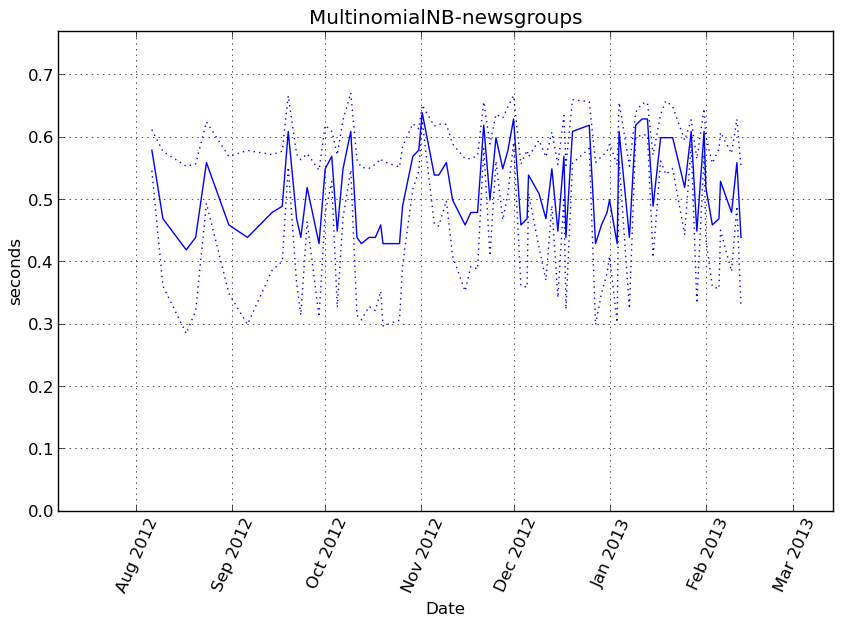 MultinomialNB-newsgroups
0.7
0.6
0.5
0.4
0.3
0.2
0.1
0.0
seconds
Aug 2012
Sep 2012
Oct 2012
Nov 2012
Dec 2012
Jan 2013
Feb 2013
Mar 2013
Date